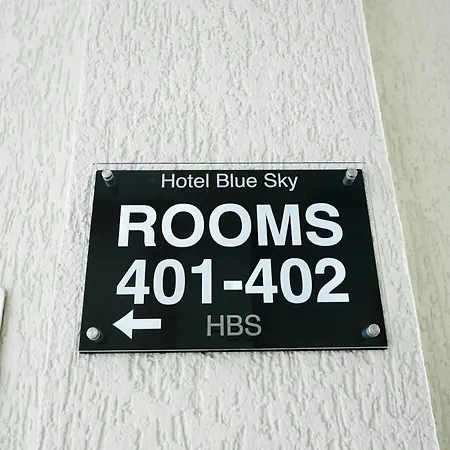 Hotel Blue Sky
ROOMS
401-402
← HBS